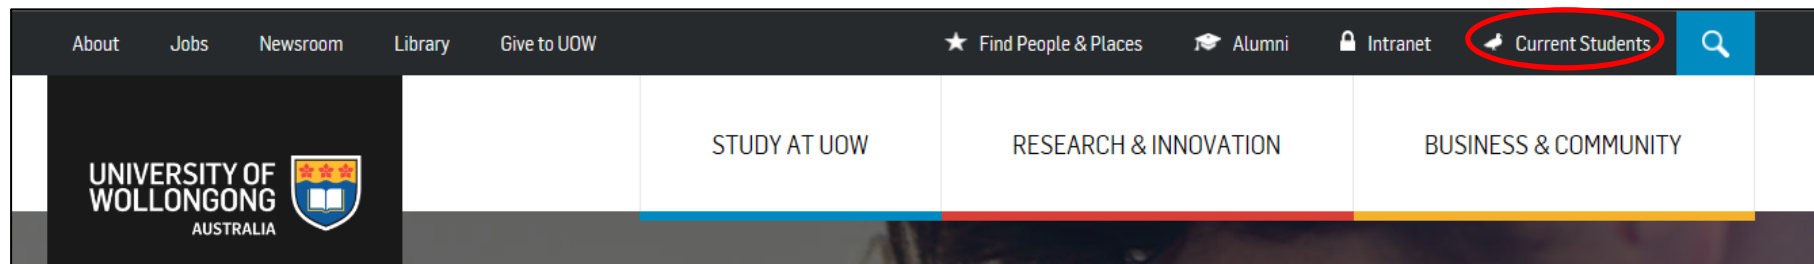 About Jobs Newsroom Library Give to UOW Find People & Places Alumni Intranet Current Students
STUDY AT UOW RESEARCH & INNOVATION BUSINESS & COMMUNITY
UNIVERSITY OF
WOLLONGONG
AUSTRALIA